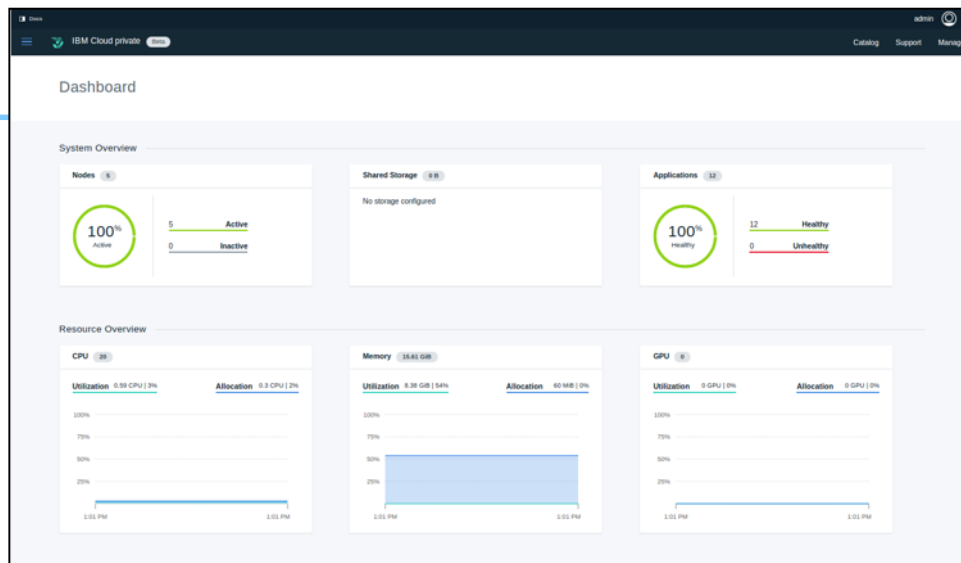 Docs admin
IBM Cloud private Beta Catalog Support Manag
Dashboard
System Overview
Nodes 5
100%
Active
5 Active
0 Inactive
Shared Storage 0 B
No storage configured
Applications 12
100%
Healthy
12 Healthy
0 Unhealthy
Resource Overview
CPU 20
Utilization 0.59 CPU | 3% Allocation 0.3 CPU | 2%
100%
75%
50%
25%
1:01 PM 1:01 PM
Memory 15.61 GiB
Utilization 8.38 GiB | 54% Allocation 60 MiB | 0%
100%
75%
50%
25%
1:01 PM 1:01 PM
GPU 0
Utilization 0 GPU | 0% Allocation 0 GPU | 0%
100%
75%
50%
25%
1:01 PM 1:01 PM